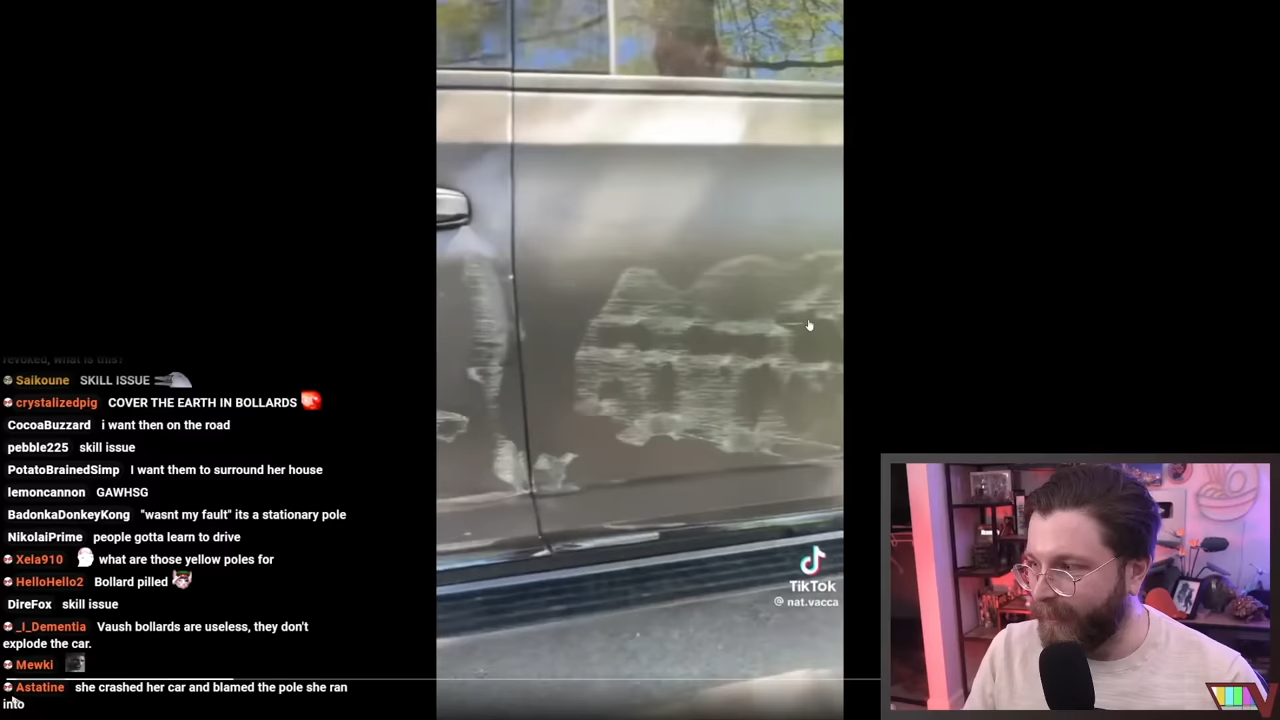 revoked, what is this?
Saikoune SKILL ISSUE
crystalizedpig COVER THE EARTH IN BOLLARDS
CocoaBuzzard i want then on the road
pebble225 skill issue
PotatoBrainedSimp I want them to surround her house
lemoncannon GAWHSG
BadonkaDonkeyKong "wasnt my fault" its a stationary pole
NikolaiPrime people gotta learn to drive
Xela910 what are those yellow poles for
HelloHello2 Bollard pilled
DireFox skill issue
_I_Dementia Vaush bollards are useless, they don't
explode the car.
Mewki
Astatine she crashed her car and blamed the pole she ran
into
TikTok
@ nat.vacca
V